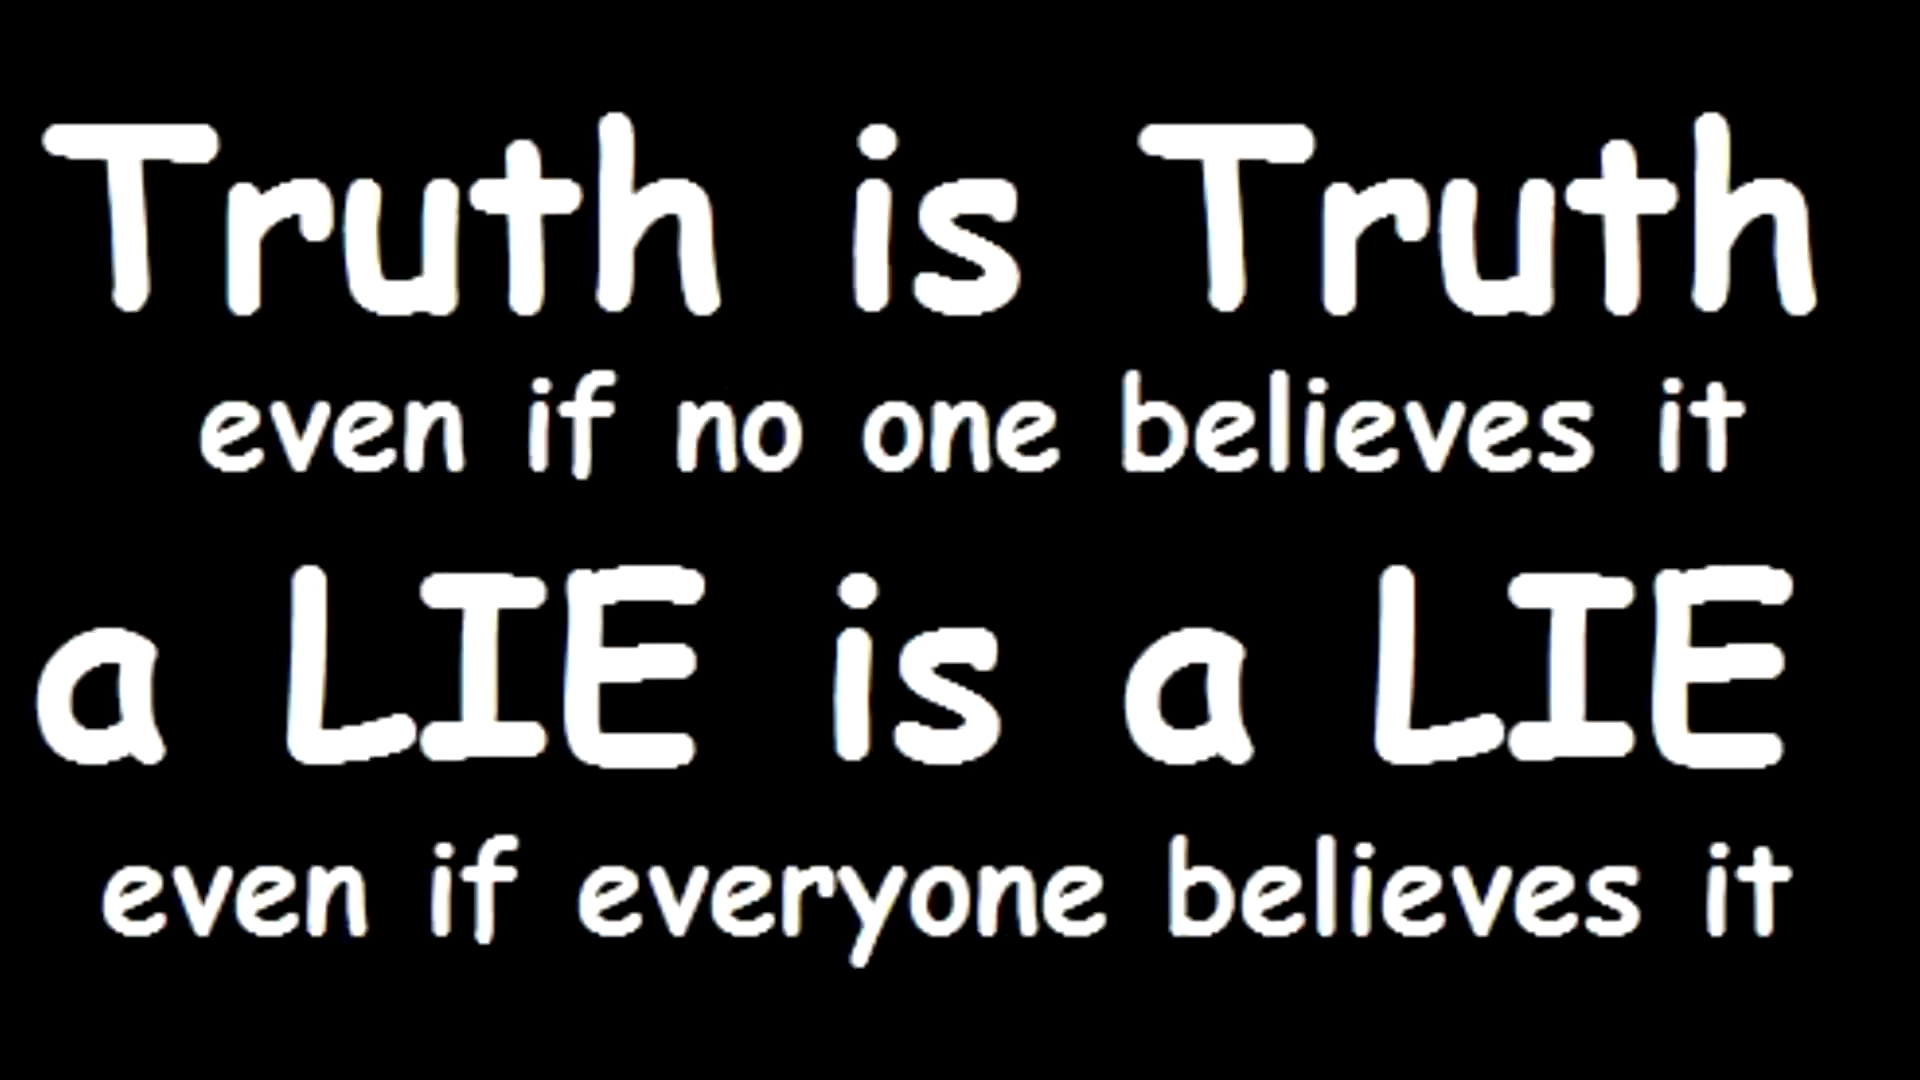 Truth is Truth
even if no one believes it
a LIE is a LIE
even if everyone believes it